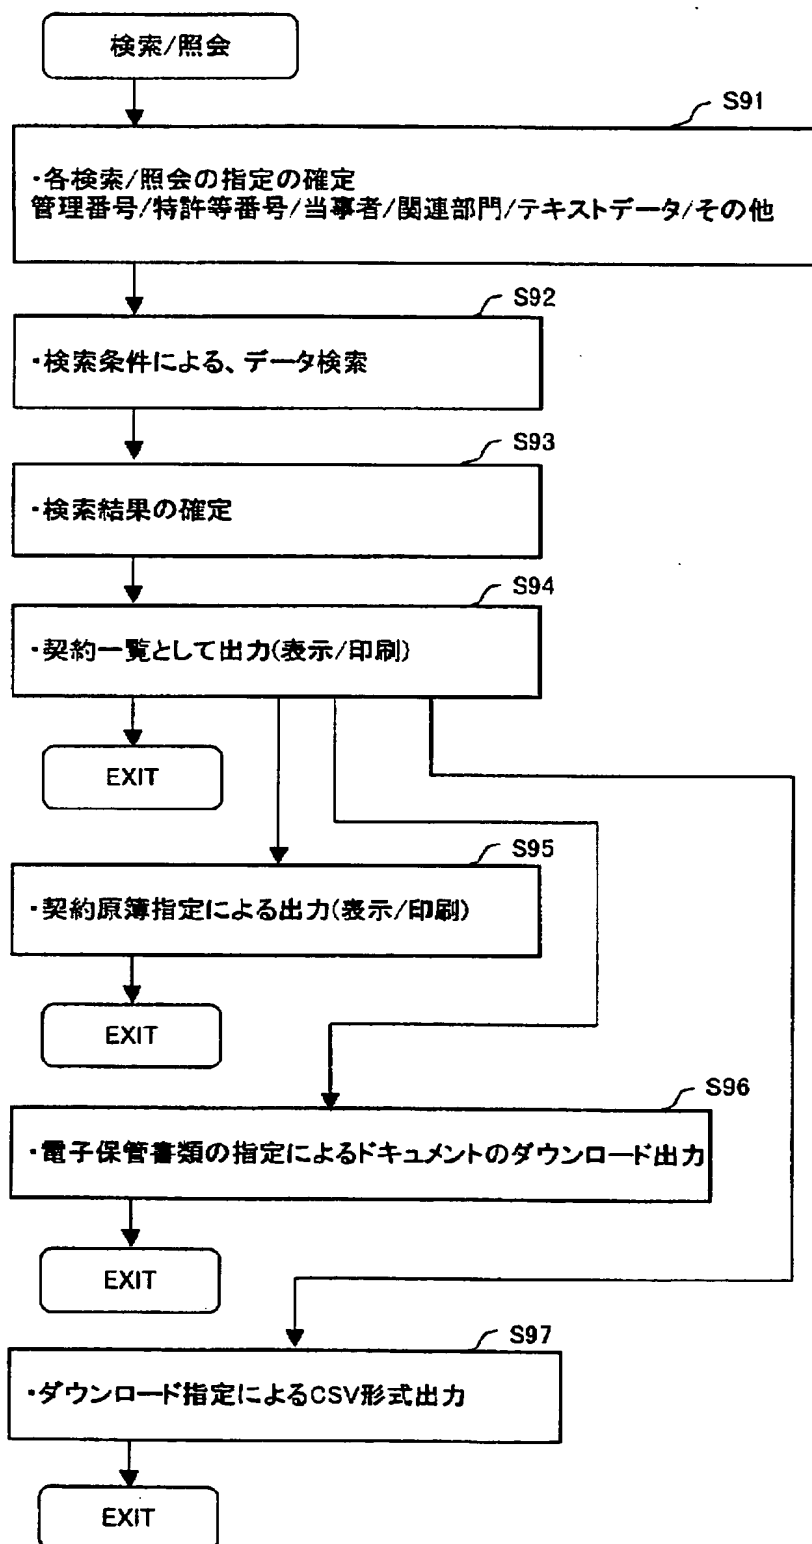 検索/照会
S91
・各検索/照会の指定の確定
管理番号/特許等番号/当事者/関連部門/テキストデータ/その他
S92
・検索条件による、データ検索
S93
・検索結果の確定
S94
・契約一覧として出力(表示/印刷)
EXIT
S95
・契約原簿指定による出力(表示/印刷)
EXIT
S96
・電子保管書類の指定によるドキュメントのダウンロード出力
EXIT
S97
・ダウンロード指定によるCSV形式出力
EXIT